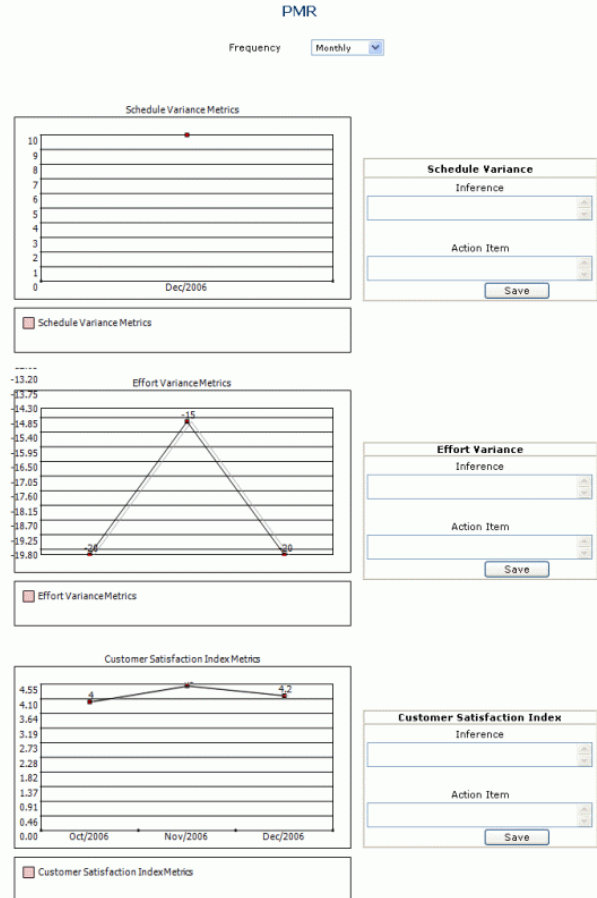 PMR
Frequency
Monthly
Schedule Variance Metrics
10
9
8
7
6
5
4
3
2
1
0
Dec/2006
Schedule Variance Metrics
Schedule Variance
Inference
Action Item
Save
Effort Variance Metrics
-13.20
-13.75
-14.30
-14.85
-15.40
-15.95
-16.50
-17.05
-17.60
-18.15
-18.70
-19.25
-19.80
-15
-20
-20
Effort Variance Metrics
Effort Variance
Inference
Action Item
Save
Customer Satisfaction Index Metrics
4.55
4.10
3.64
3.19
2.73
2.28
1.82
1.37
0.91
0.46
0.00
4
4.2
Oct/2006
Nov/2006
Dec/2006
Customer Satisfaction Index Metrics
Customer Satisfaction Index
Inference
Action Item
Save